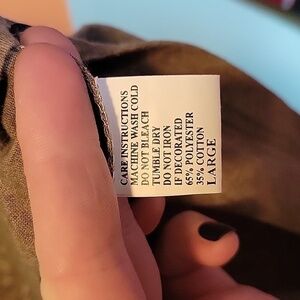 CARE INSTRUCTIONS
MACHINE WASH COLD
DO NOT BLEACH
TUMBLE DRY
DO NOT IRON
IF DECORATED
65% POLYESTER
35% COTTON
LARGE